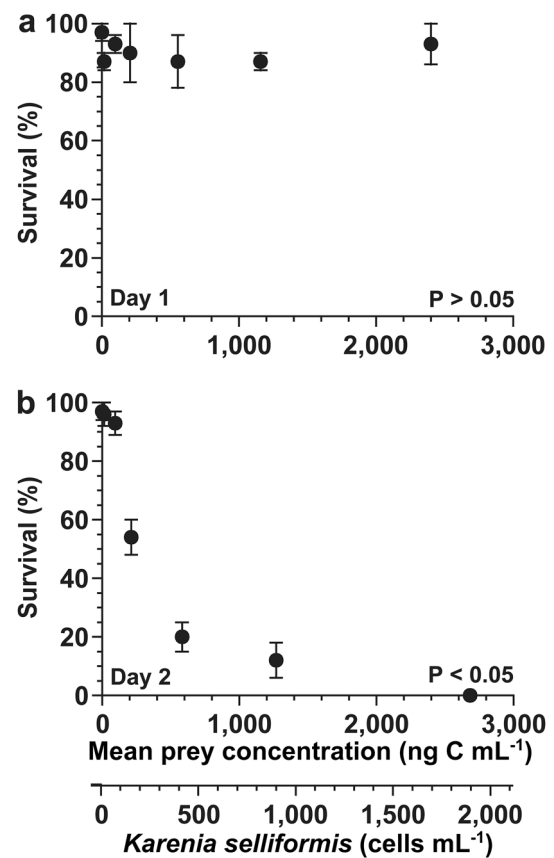 a
100
80
60
40
20
0
Survival (%)
Day 1
P > 0.05
0 1,000 2,000 3,000
b
100
80
60
40
20
0
Survival (%)
Day 2
P < 0.05
0 1,000 2,000 3,000
Mean prey concentration (ng C mL⁻¹)
0 500 1,000 1,500 2,000
Karenia selliformis (cells mL⁻¹)